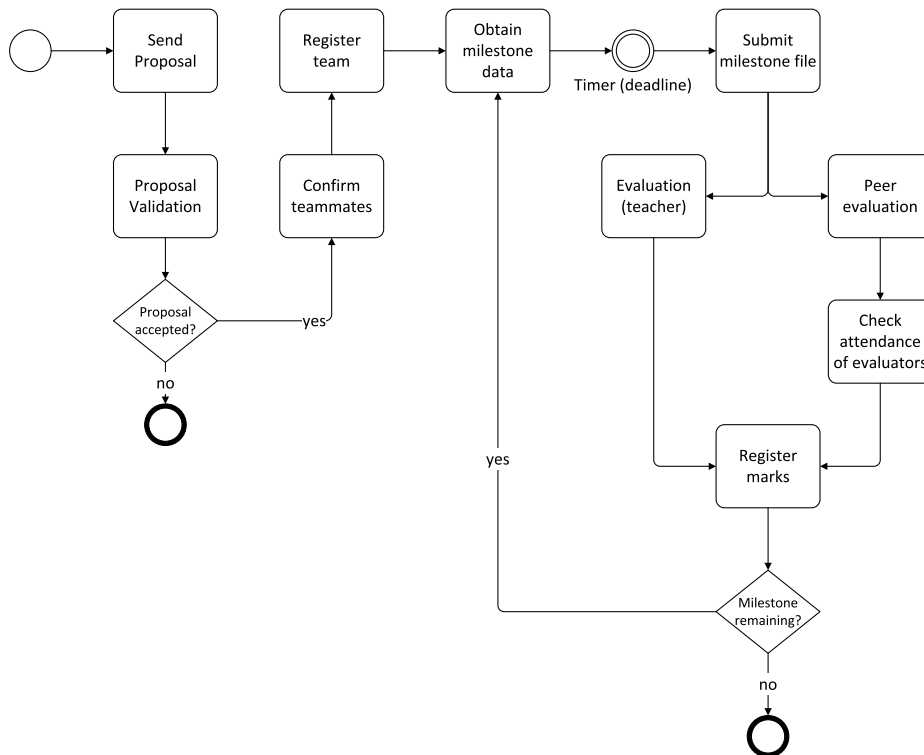 Send
Proposal
Register
team
Obtain
milestone
data
Timer (deadline)
Submit
milestone file
Proposal
Validation
Confirm
teammates
Evaluation
(teacher)
Peer
evaluation
Proposal
accepted?
yes
no
Check
attendance
of evaluators
yes
Register
marks
Milestone
remaining?
no